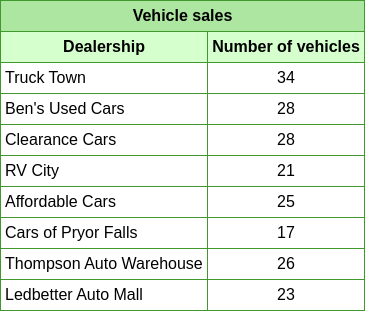 Vehicle sales
Dealership Number of vehicles
Truck Town 34
Ben's Used Cars 28
Clearance Cars 28
RV City 21
Affordable Cars 25
Cars of Pryor Falls 17
Thompson Auto Warehouse 26
Ledbetter Auto Mall 23